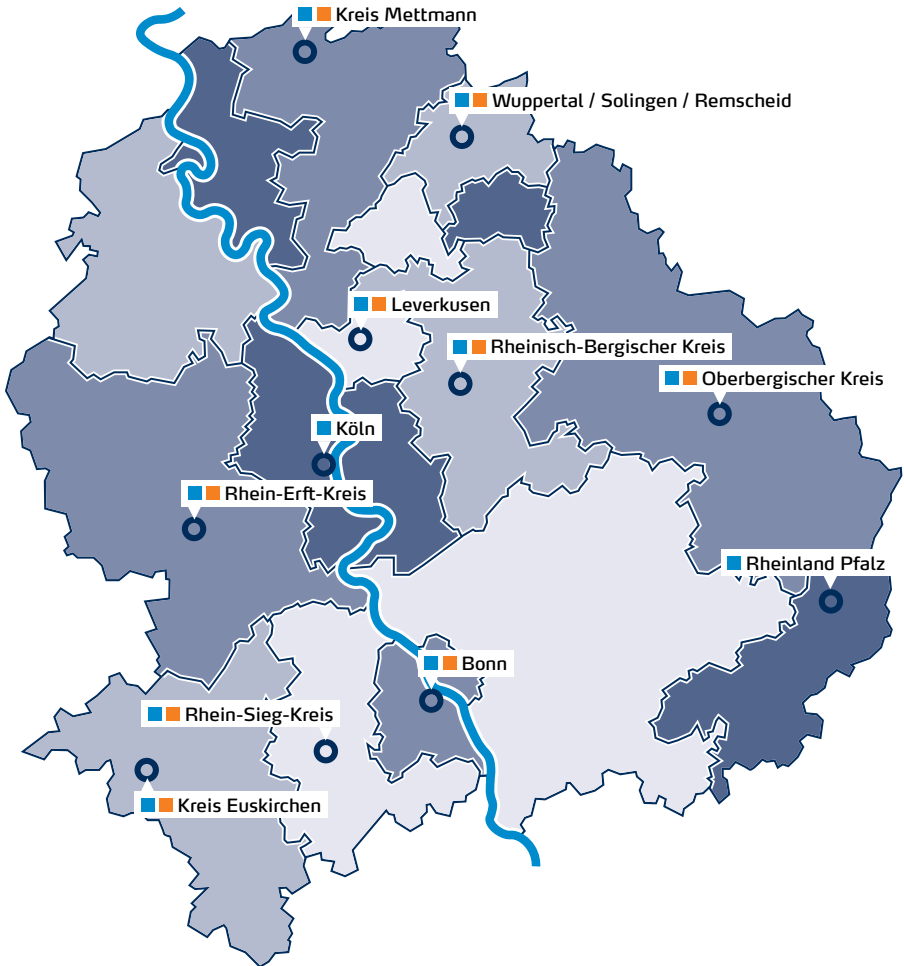 Kreis Mettmann
Wuppertal / Solingen / Remscheid
Leverkusen
Rheinisch-Bergischer Kreis
Oberbergischer Kreis
Köln
Rhein-Erft-Kreis
Rheinland Pfalz
Bonn
Rhein-Sieg-Kreis
Kreis Euskirchen